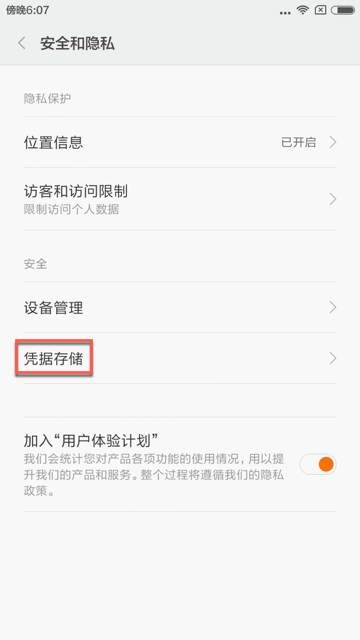 傍晚6:07
安全和隐私
隐私保护
位置信息 已开启
访客和访问限制
限制访问个人数据
安全
设备管理
凭据存储
加入“用户体验计划”
我们会统计您对产品各项功能的使用情况，用以提
升我们的产品和服务。整个过程将遵循我们的隐私
政策。